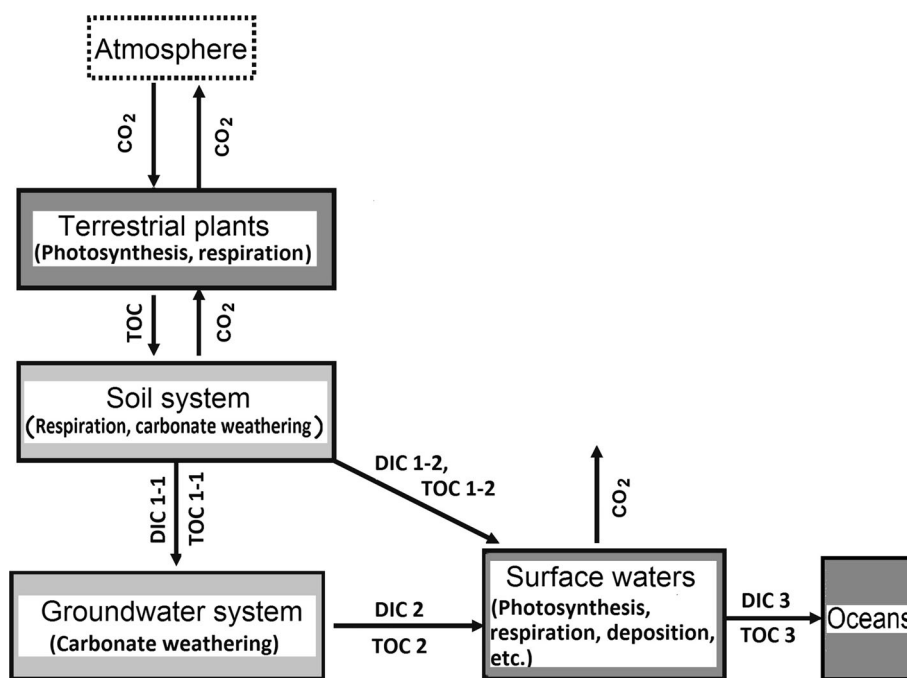 Atmosphere
CO2
CO2
Terrestrial plants
(Photosynthesis, respiration)
TOC
CO2
Soil system
(Respiration, carbonate weathering)
DIC 1-1
TOC 1-1
DIC 1-2,
TOC 1-2
CO2
Groundwater system
(Carbonate weathering)
DIC 2
TOC 2
Surface waters
(Photosynthesis,
respiration, deposition,
etc.)
DIC 3
TOC 3
Oceans